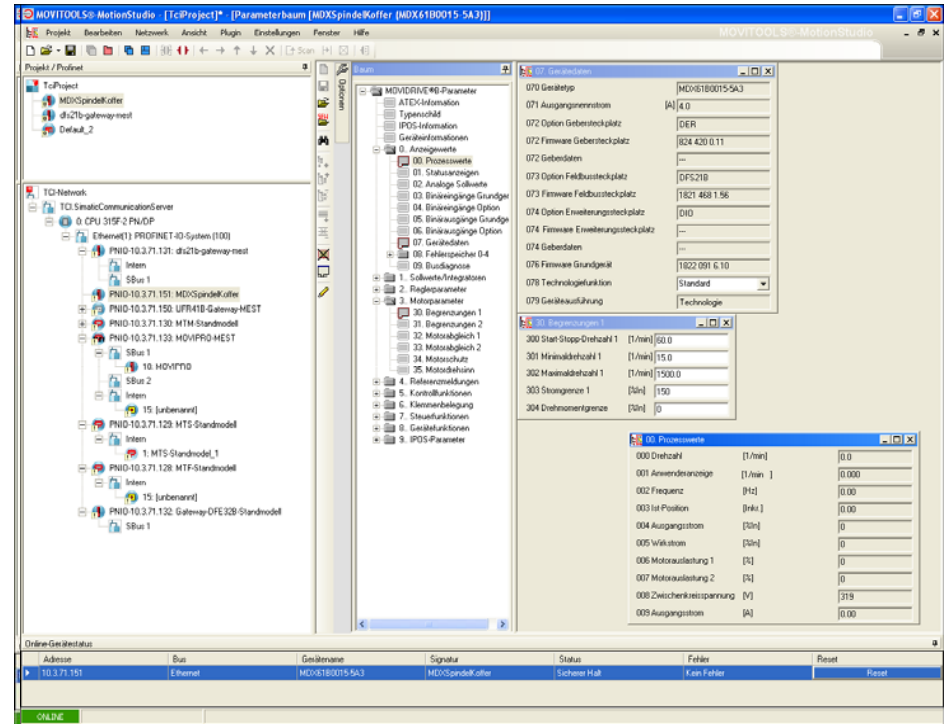 MOVITOOLS®-MotionStudio - [TciProject]* - [Parameterbaum [MDXSpindelKoffer (MDX61B0015-5A3)]]
Projekt Bearbeiten Netzwerk Ansicht Plugin Einstellungen Fenster Hilfe
MOVITOOLS®-MotionStudio
Scan
Projekt / Profinet
TciProject
MDXSpindelKoffer
dfs21b-gateway-mest
Default_2
TCI-Network
TCI.SimaticCommunicationServer
0: CPU 315F-2 PN/DP
Ethernet(1): PROFINET-IO-System (100)
PNIO-10.3.71.131: dfs21b-gateway-mest
Intern
SBus 1
PNIO-10.3.71.151: MDXSpindelKoffer
PNIO-10.3.71.150: UFR41B-Gateway-MEST
PNIO-10.3.71.130: MTM-Standmodell
PNIO-10.3.71.133: MOVIPRO-MEST
SBus 1
10. MOVIPRO
SBus 2
Intern
15: [unbenannt]
PNIO-10.3.71.129: MTS-Standmodell
Intern
1: MTS-Standmodel_1
PNIO-10.3.71.128: MTF-Standmodell
Intern
15: [unbenannt]
PNIO-10.3.71.132: Gateway-DFE32B-Standmodell
SBus 1
Optionen
Baum
MOVIDRIVE®B-Parameter
ATEX-Information
Typenschild
IPOS-Information
Geräteinformationen
0. Anzeigewerte
00. Prozesswerte
01. Statusanzeigen
02. Analoge Sollwerte
03. Binäreingänge Grundger
04. Binäreingänge Option
05. Binärausgänge Grundge
06. Binärausgänge Option
07. Gerätedaten
08. Fehlerspeicher 0-4
09. Busdiagnose
1. Sollwerte/Integratoren
2. Reglerparameter
3. Motorparameter
30. Begrenzungen 1
31. Begrenzungen 2
32. Motorabgleich 1
33. Motorabgleich 2
34. Motorschutz
35. Motordrehsinn
4. Referenzmeldungen
5. Kontrollfunktionen
6. Klemmenbelegung
7. Steuerfunktionen
8. Gerätefunktionen
9. IPOS-Parameter
07. Gerätedaten
070 Gerätetyp MDX61B0015-5A3
071 Ausgangsnennstrom [A] 4.0
072 Option Gebersteckplatz DER
072 Firmware Gebersteckplatz 824 420 0.11
072 Geberdaten ---
073 Option Feldbussteckplatz DFS21B
073 Firmware Feldbussteckplatz 1821 468 1.56
074 Option Erweiterungssteckplatz DIO
074 Firmware Erweiterungssteckplatz ---
074 Geberdaten ---
076 Firmware Grundgerät 1822 091 6.10
078 Technologiefunktion Standard
079 Geräteausführung Technologie
30. Begrenzungen 1
300 Start-Stopp-Drehzahl 1 [1/min] 60.0
301 Minimaldrehzahl 1 [1/min] 15.0
302 Maximaldrehzahl 1 [1/min] 1500.0
303 Stromgrenze 1 [%In] 150
304 Drehmomentgrenze [%In] 0
00. Prozesswerte
000 Drehzahl [1/min] 0.0
001 Anwenderanzeige [1/min ] 0.000
002 Frequenz [Hz] 0.00
003 Ist-Position [Inkr.] 0.00
004 Ausgangsstrom [%In] 0
005 Wirkstrom [%In] 0
006 Motorauslastung 1 [%] 0
007 Motorauslastung 2 [%] 0
008 Zwischenkreisspannung [V] 319
009 Ausgangsstrom [A] 0.00
Online-Gerätestatus
Adresse Bus Gerätename Signatur Status Fehler Reset
10.3.71.151 Ethernet MDX61B0015-5A3 MDXSpindelKoffer Sicherer Halt Kein Fehler Reset
ONLINE